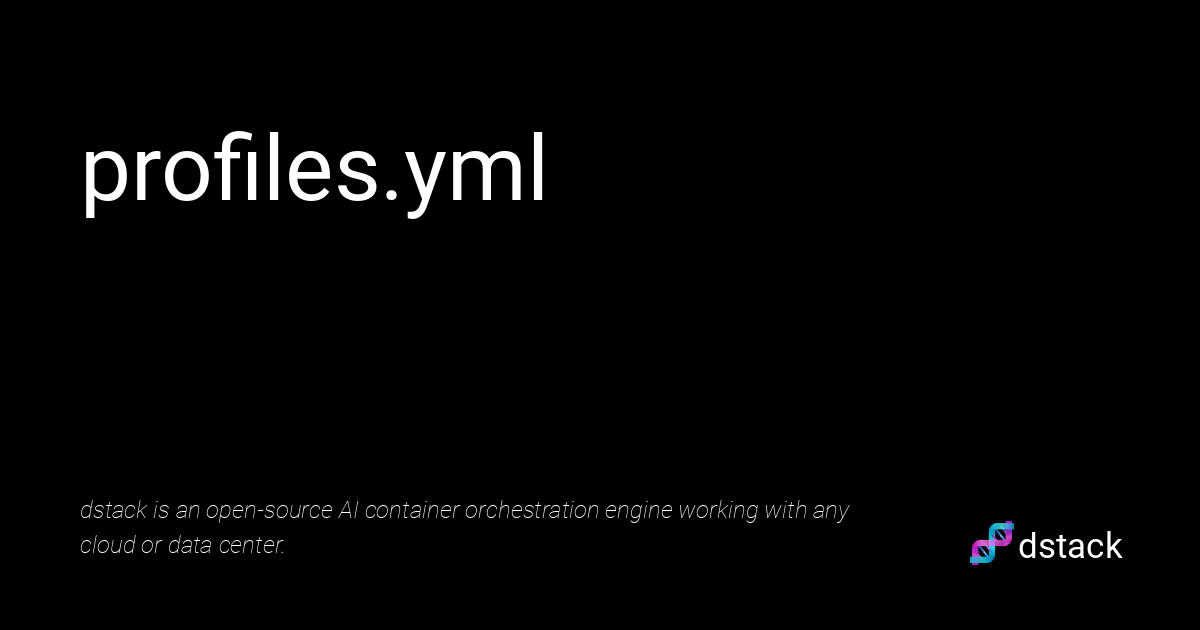 profiles.yml
dstack is an open-source AI container orchestration engine working with any
cloud or data center.
dstack